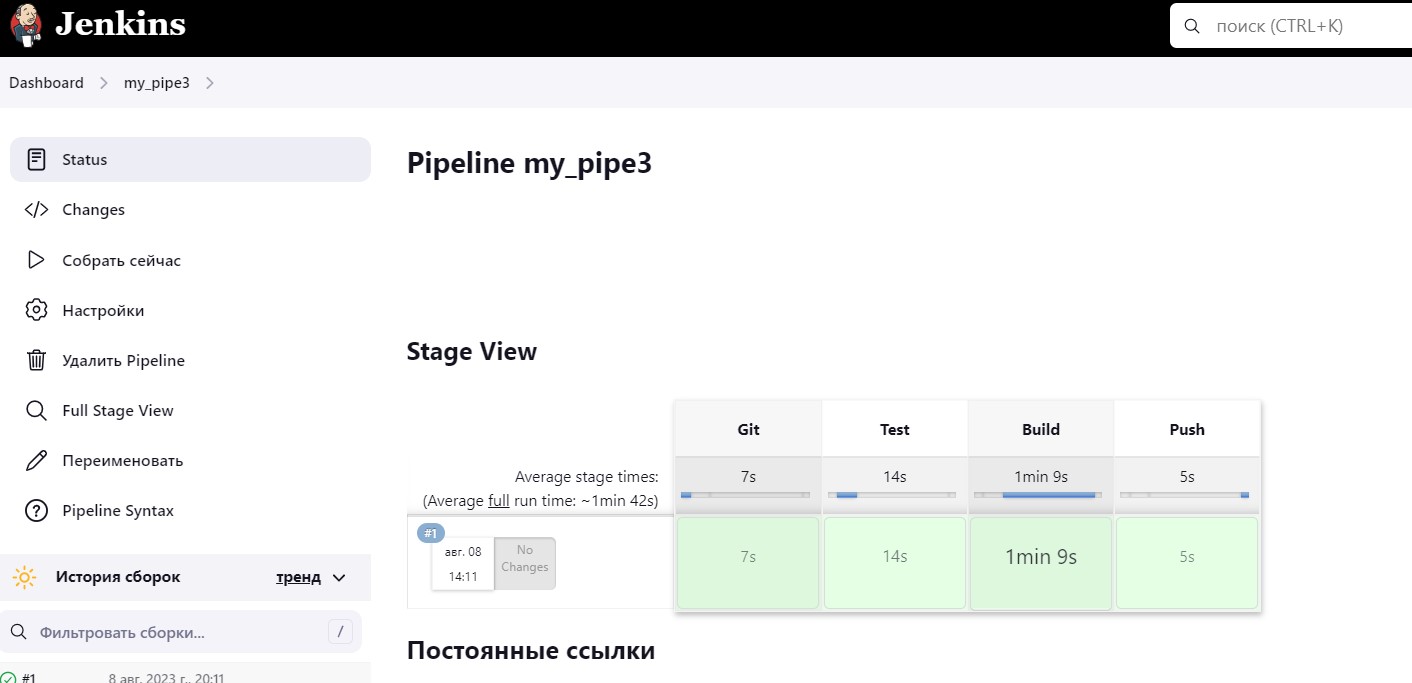 Jenkins
поиск (CTRL+K)
Dashboard
my_pipe3
Status
Changes
Собрать сейчас
Настройки
Удалить Pipeline
Full Stage View
Переименовать
Pipeline Syntax
История сборок
тренд
Фильтровать сборки...
/
#1
8 авг. 2023 г., 20:11
Pipeline my_pipe3
Stage View
Git Test Build Push
Average stage times: 7s 14s 1min 9s 5s
(Average full run time: ~1min 42s)
#1
авг. 08
14:11
No
Changes
7s 14s 1min 9s 5s
Постоянные ссылки